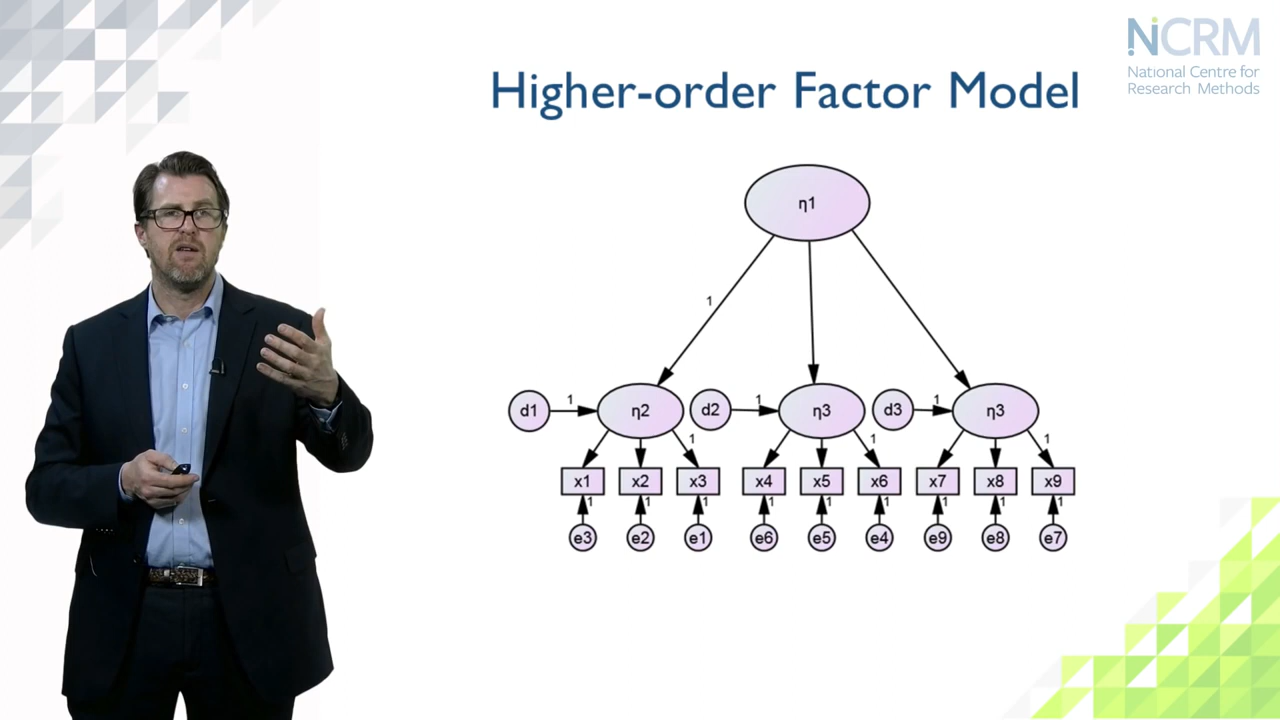 NCRM
National Centre for
Research Methods
Higher-order Factor Model
η1
1
d1 1 η2 d2 1 η3 d3 1 η3
1 1 1
x1 x2 x3 x4 x5 x6 x7 x8 x9
1 1 1 1 1 1 1 1 1
e3 e2 e1 e6 e5 e4 e9 e8 e7